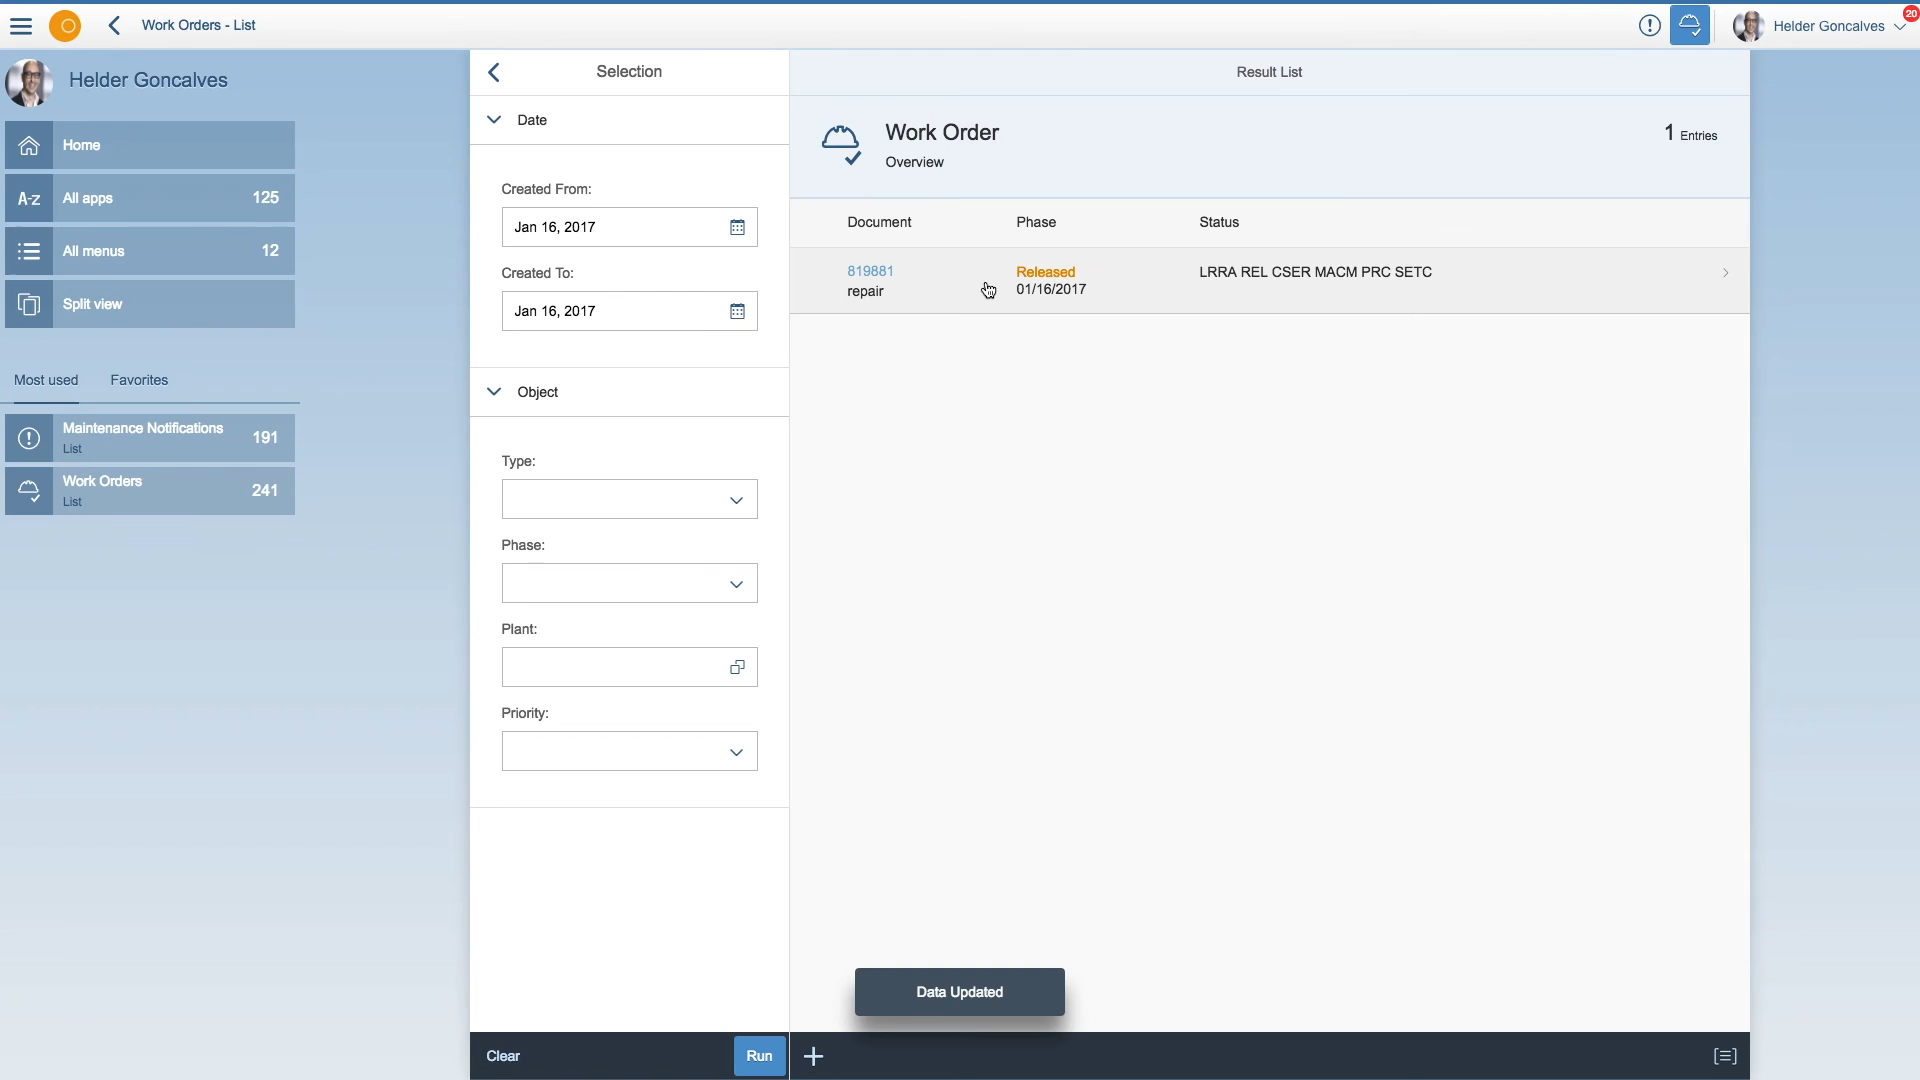 Work Orders - List
Helder Goncalves
20
Helder Goncalves
Home
A-z All apps 125
All menus 12
Split view
Most used Favorites
Maintenance Notifications 191
List
Work Orders 241
List
Selection
Date
Created From:
Jan 16, 2017
Created To:
Jan 16, 2017
Object
Type:
Phase:
Plant:
Priority:
Clear Run
Result List
Work Order 1 Entries
Overview
Document Phase Status
819881 Released LRRA REL CSER MACM PRC SETC
repair 01/16/2017
Data Updated